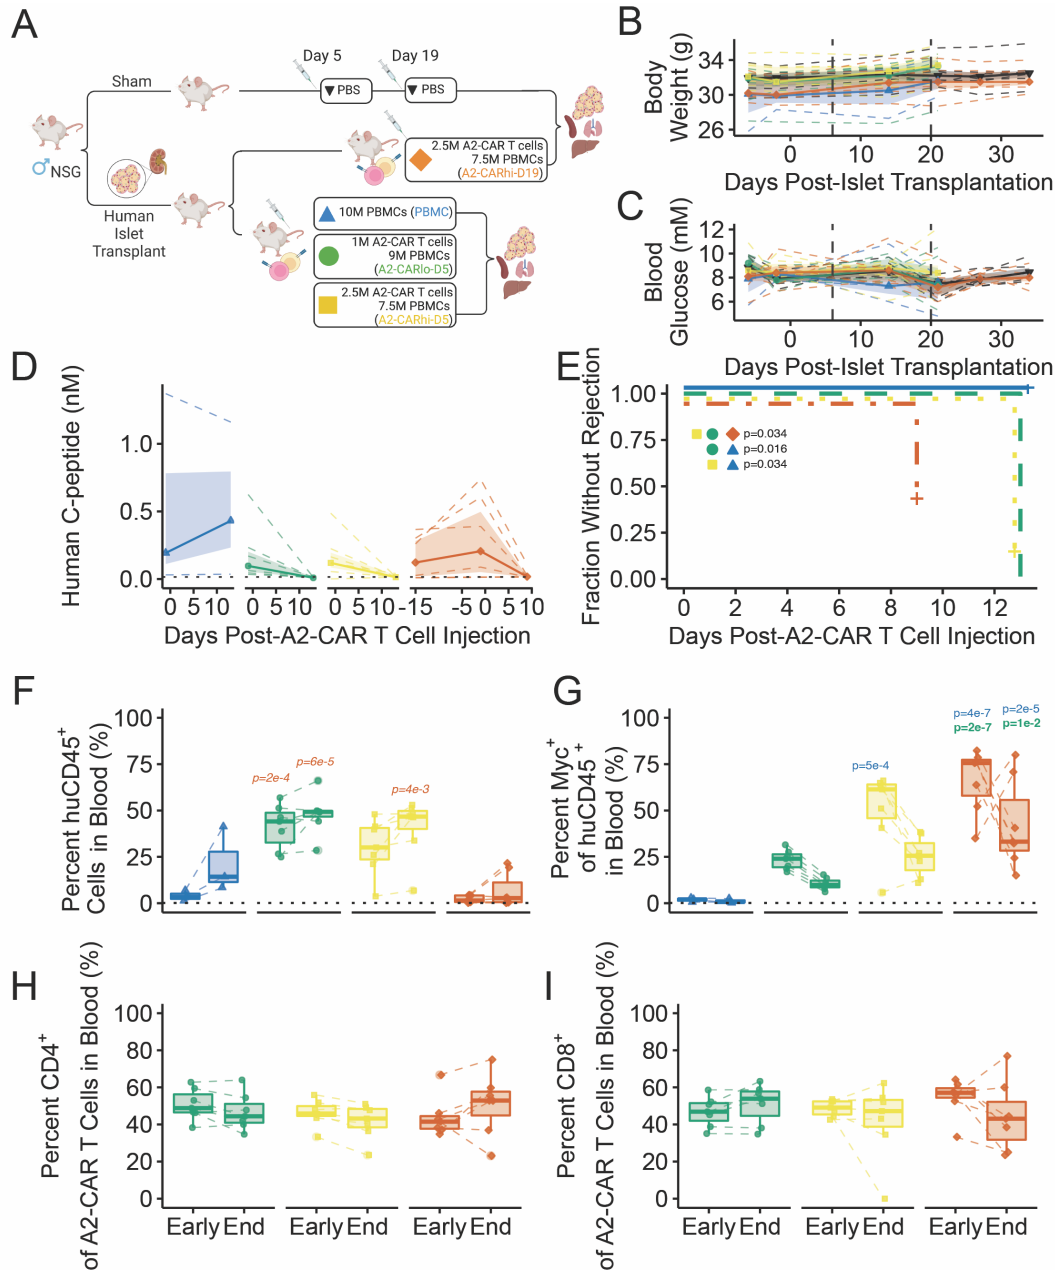 A
Day 5
Day 19
Sham
PBS
PBS
NSG
Human
Islet
Transplant
2.5M A2-CAR T cells
7.5M PBMCs
(A2-CARhi-D19)
10M PBMCs (PBMC)
1M A2-CAR T cells
9M PBMCs
(A2-CARlo-D5)
2.5M A2-CAR T cells
7.5M PBMCs
(A2-CARhi-D5)
B
Body
Weight (g)
34
30
26
0 10 20 30
Days Post-Islet Transplantation
C
Blood
Glucose (mM)
12
10
8
6
0 10 20 30
Days Post-Islet Transplantation
D
Human C-peptide (nM)
1.0
0.5
0.0
0 5 10 0 5 10 0 5 10 -15 -5 0 5 10
Days Post-A2-CAR T Cell Injection
E
Fraction Without Rejection
1.00
0.75
0.50
0.25
0.00
p=0.034
p=0.016
p=0.034
0 2 4 6 8 10 12
Days Post-A2-CAR T Cell Injection
F
Percent huCD45+
Cells in Blood (%)
100
75
50
25
0
p=2e-4
p=6e-5
p=4e-3
G
Percent Myc+
of huCD45+
in Blood (%)
100
75
50
25
0
p=5e-4
p=4e-7
p=2e-7
p=2e-5
p=1e-2
H
Percent CD4+
of A2-CAR T Cells in Blood (%)
100
80
60
40
20
0
Early End Early End Early End
I
Percent CD8+
of A2-CAR T Cells in Blood (%)
100
80
60
40
20
0
Early End Early End Early End